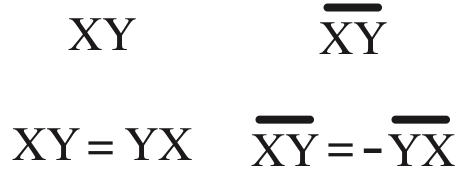 XY X̅Y̅
XY = YX X̅Y̅ = -Y̅X̅